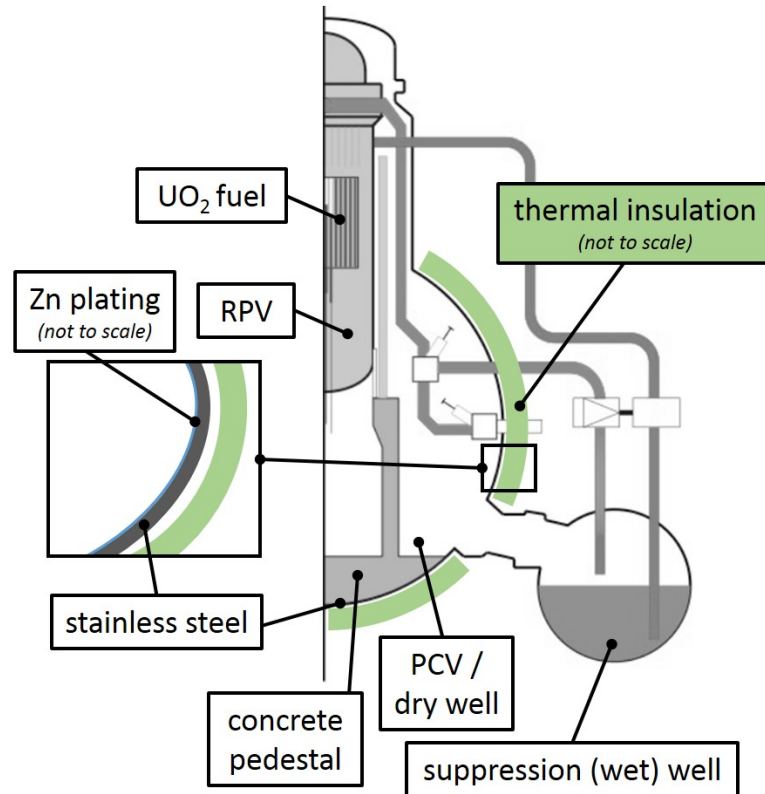 UO₂ fuel
thermal insulation
(not to scale)
Zn plating
(not to scale)
RPV
stainless steel
PCV /
dry well
concrete
pedestal
suppression (wet) well